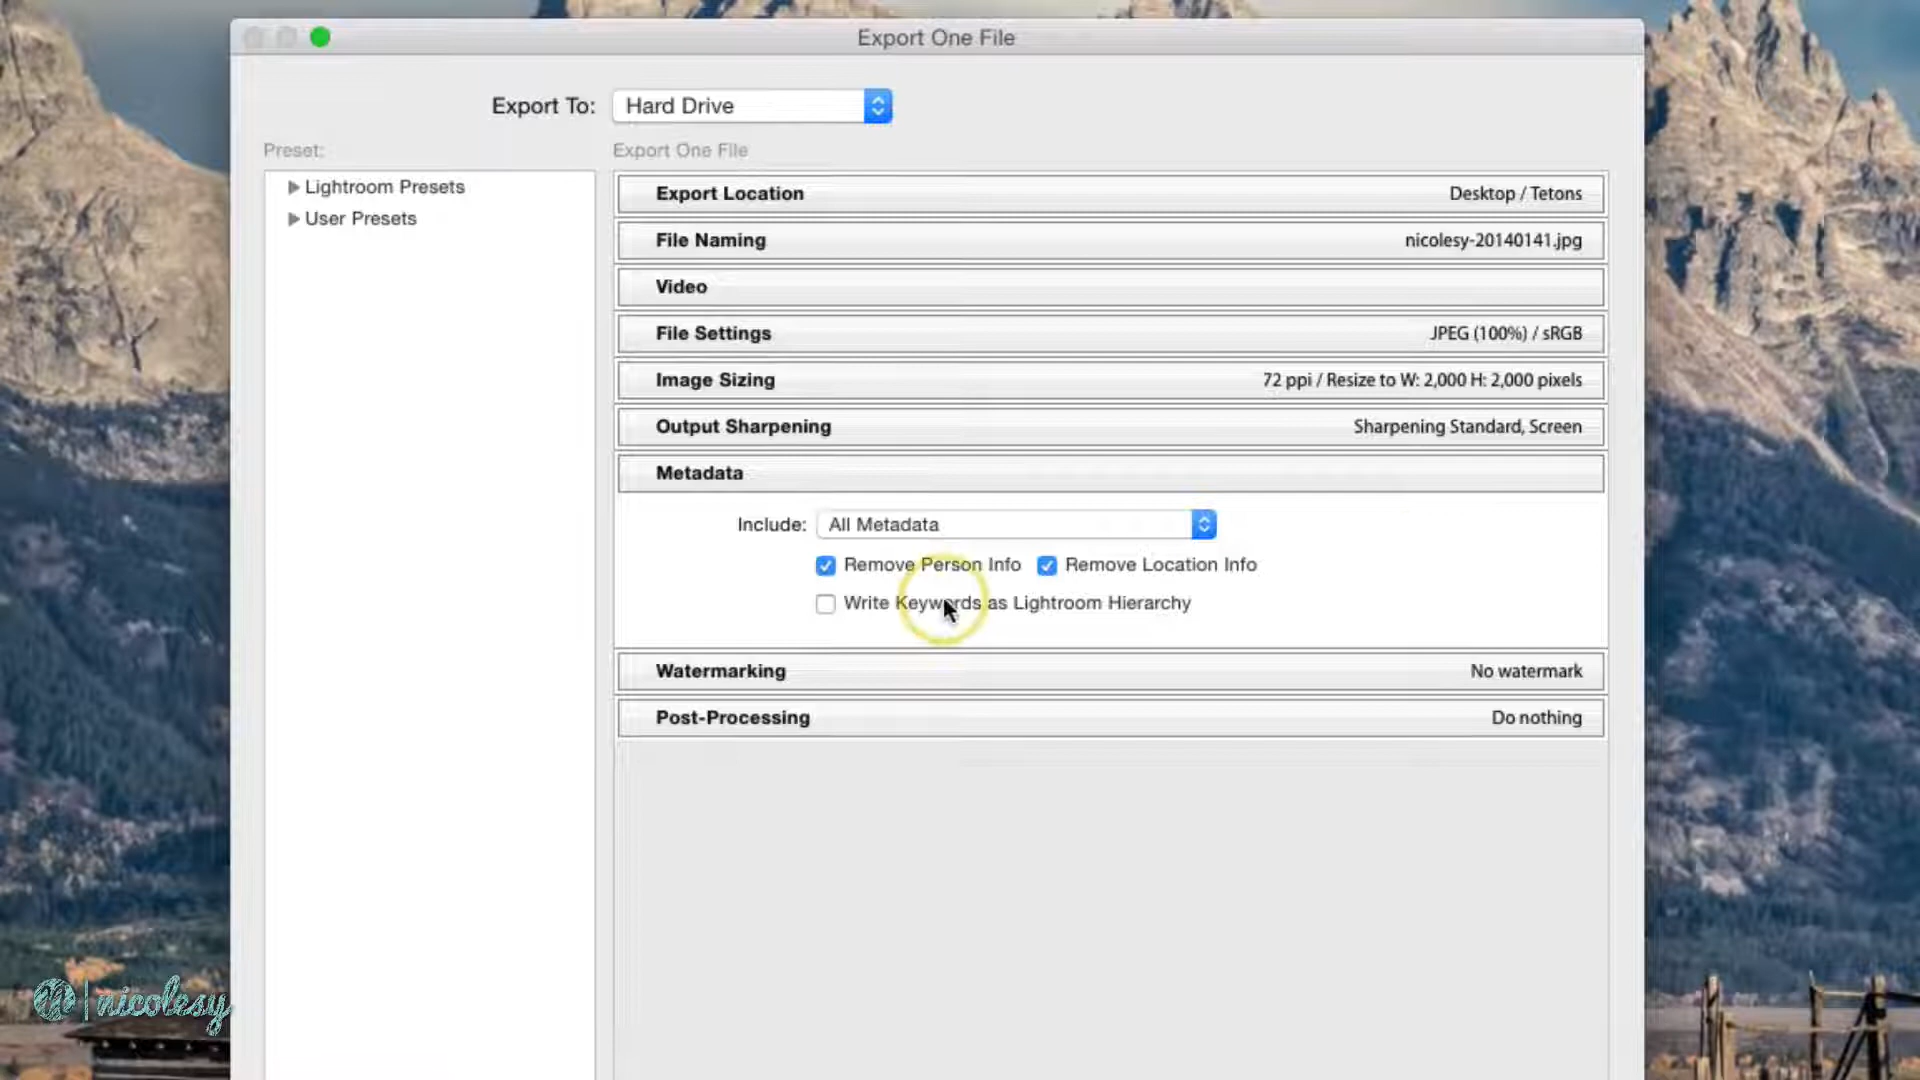 Export One File
Export To: Hard Drive
Preset:
Export One File
Lightroom Presets
User Presets
Export Location Desktop / Tetons
File Naming nicolesy-20140141.jpg
Video
File Settings JPEG (100%) / sRGB
Image Sizing 72 ppi / Resize to W: 2,000 H: 2,000 pixels
Output Sharpening Sharpening Standard, Screen
Metadata
Include: All Metadata
Remove Person Info Remove Location Info
Write Keywords as Lightroom Hierarchy
Watermarking No watermark
Post-Processing Do nothing
nicolesy